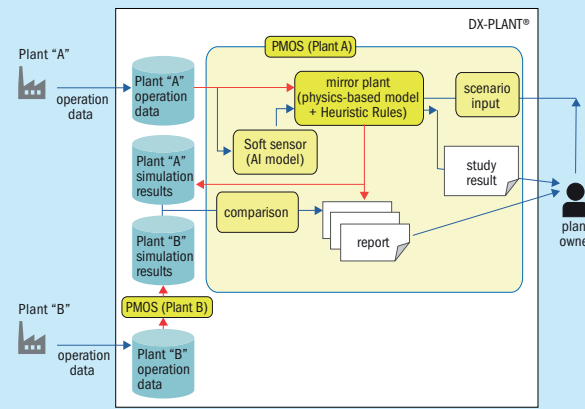 DX-PLANT®
Plant “A”
operation
data
Plant “A”
operation
data
PMOS (Plant A)
mirror plant
(physics-based model
+ Heuristic Rules)
scenario
input
Soft sensor
(AI model)
Plant “A”
simulation
results
study
result
comparison
report
Plant “B”
simulation
results
plant
owner
PMOS (Plant B)
Plant “B”
operation
data
Plant “B”
operation
data